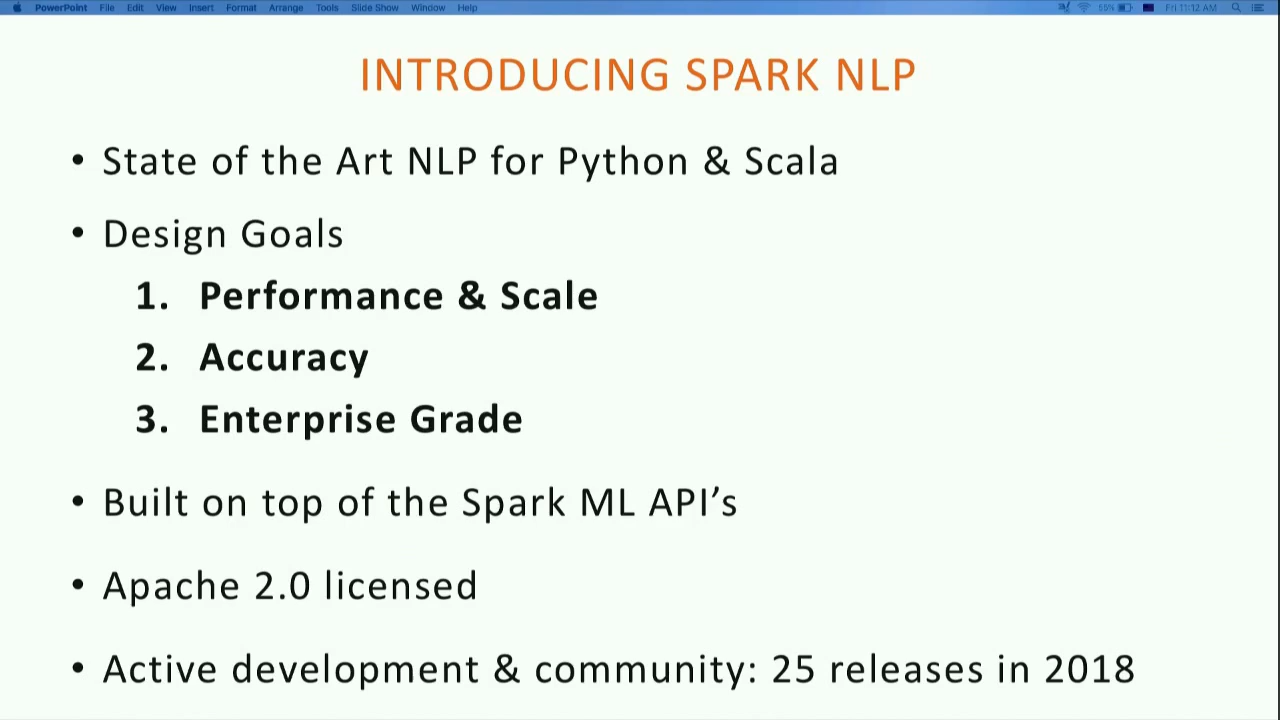 PowerPoint File Edit View Insert Format Arrange Tools Slide Show Window Help 55% Fri 11:12 AM
INTRODUCING SPARK NLP
• State of the Art NLP for Python & Scala
• Design Goals
1. Performance & Scale
2. Accuracy
3. Enterprise Grade
• Built on top of the Spark ML API’s
• Apache 2.0 licensed
• Active development & community: 25 releases in 2018